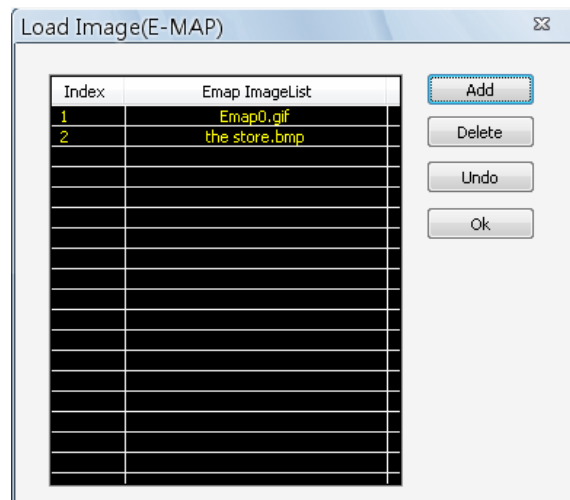 Load Image(E-MAP)
Index Emap ImageList
1 Emap0.gif
2 the store.bmp
Add
Delete
Undo
Ok